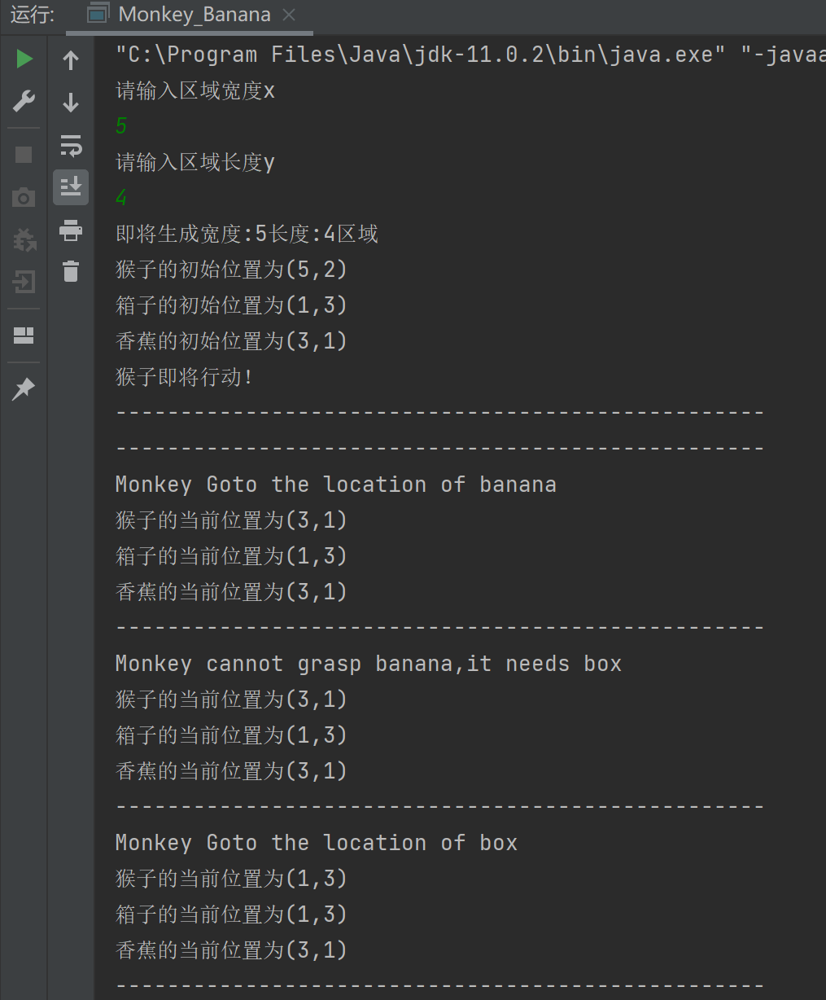 运行: Monkey_Banana
"C:\Program Files\Java\jdk-11.0.2\bin\java.exe" "-javaa
请输入区域宽度x
5
请输入区域长度y
4
即将生成宽度:5长度:4区域
猴子的初始位置为(5,2)
箱子的初始位置为(1,3)
香蕉的初始位置为(3,1)
猴子即将行动!
--------------------------------------------------
--------------------------------------------------
Monkey Goto the location of banana
猴子的当前位置为(3,1)
箱子的当前位置为(1,3)
香蕉的当前位置为(3,1)
--------------------------------------------------
Monkey cannot grasp banana,it needs box
猴子的当前位置为(3,1)
箱子的当前位置为(1,3)
香蕉的当前位置为(3,1)
--------------------------------------------------
Monkey Goto the location of box
猴子的当前位置为(1,3)
箱子的当前位置为(1,3)
香蕉的当前位置为(3,1)
--------------------------------------------------